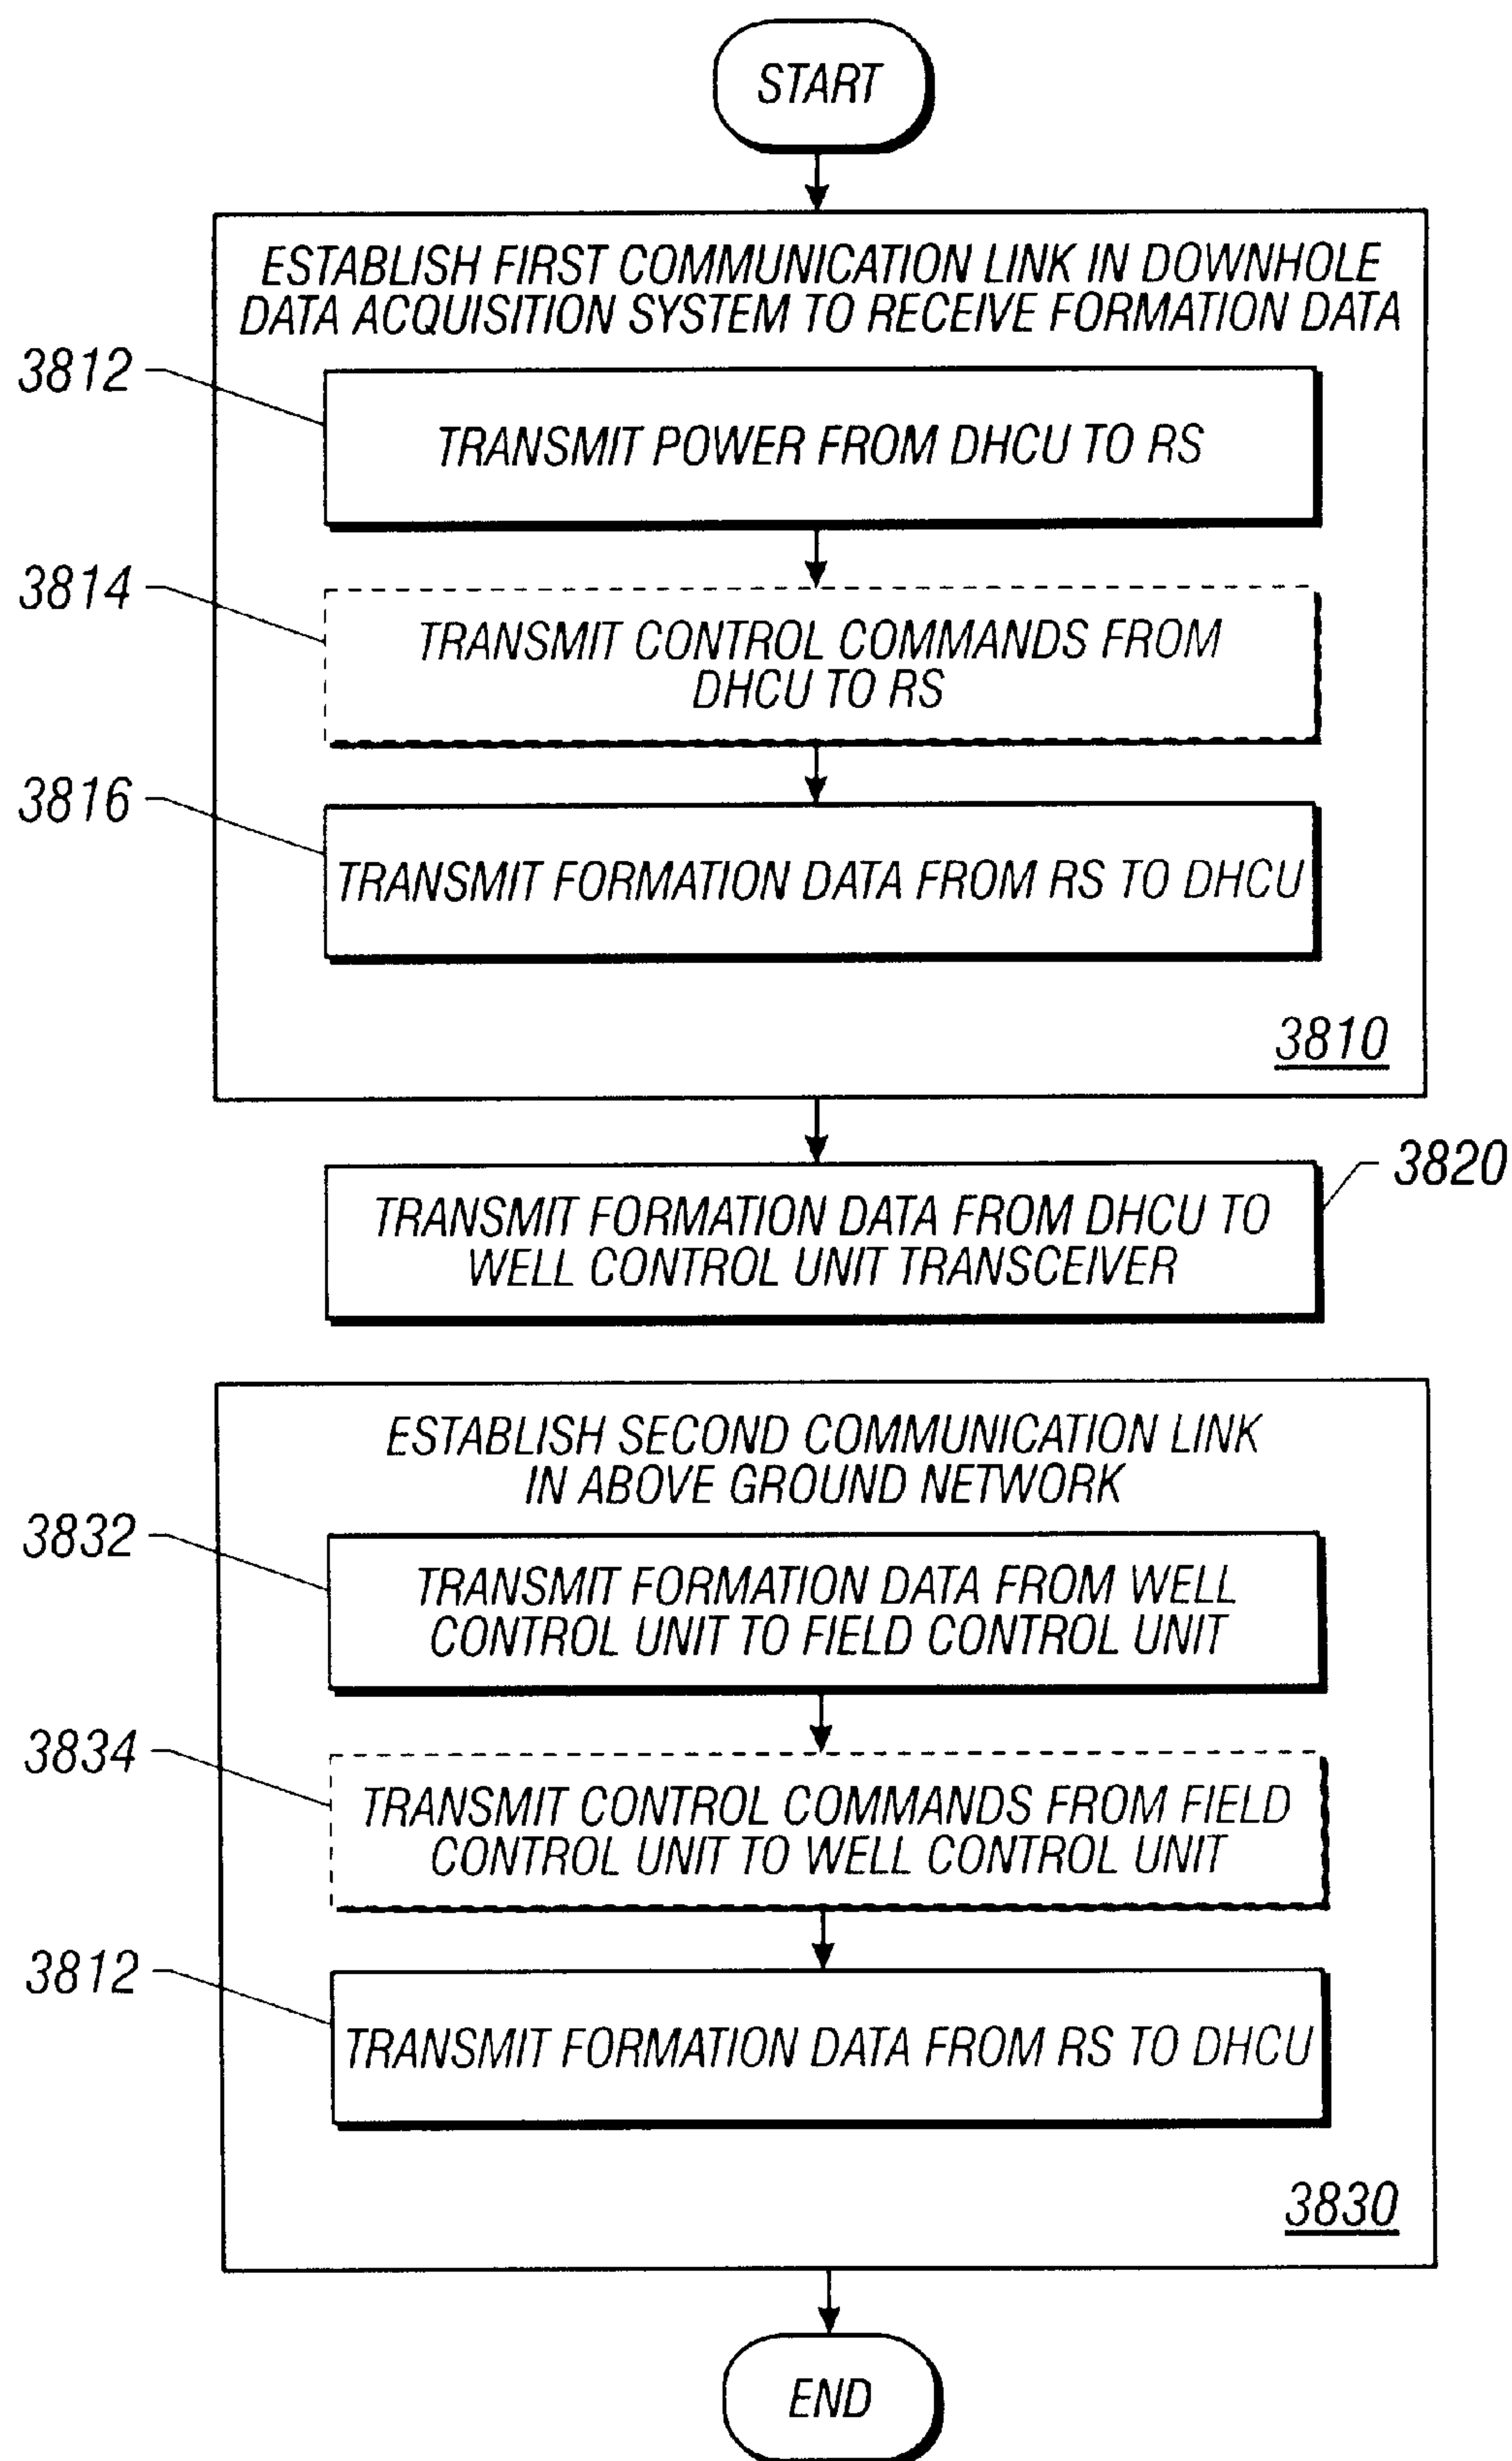 START
ESTABLISH FIRST COMMUNICATION LINK IN DOWNHOLE
DATA ACQUISITION SYSTEM TO RECEIVE FORMATION DATA
3812
TRANSMIT POWER FROM DHCU TO RS
3814
TRANSMIT CONTROL COMMANDS FROM
DHCU TO RS
3816
TRANSMIT FORMATION DATA FROM RS TO DHCU
3810
3820
TRANSMIT FORMATION DATA FROM DHCU TO
WELL CONTROL UNIT TRANSCEIVER
ESTABLISH SECOND COMMUNICATION LINK
IN ABOVE GROUND NETWORK
3832
TRANSMIT FORMATION DATA FROM WELL
CONTROL UNIT TO FIELD CONTROL UNIT
3834
TRANSMIT CONTROL COMMANDS FROM FIELD
CONTROL UNIT TO WELL CONTROL UNIT
3812
TRANSMIT FORMATION DATA FROM RS TO DHCU
3830
END